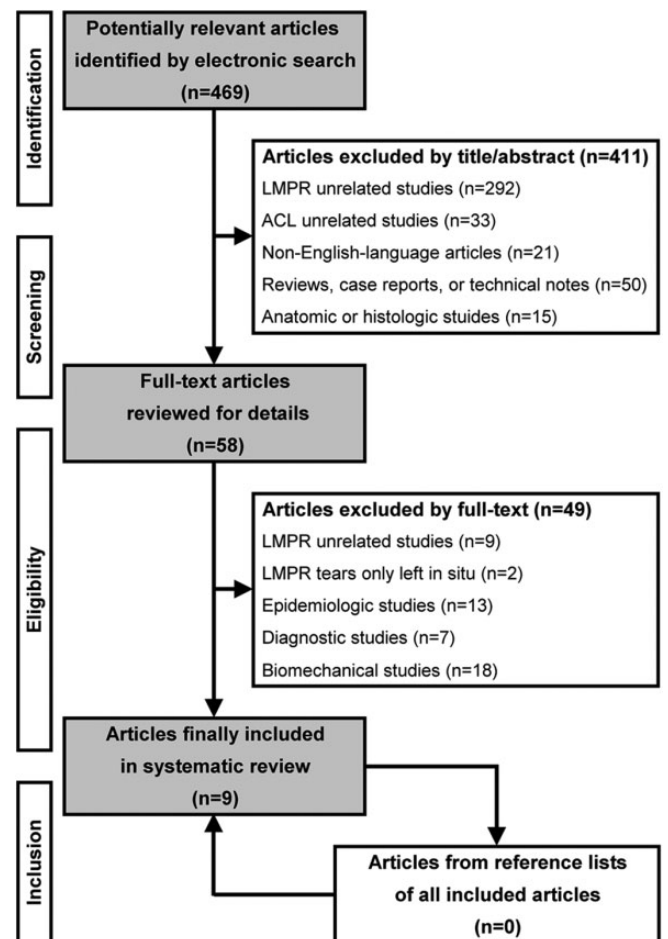 Identification
Potentially relevant articles
identified by electronic search
(n=469)
Articles excluded by title/abstract (n=411)
LMPR unrelated studies (n=292)
ACL unrelated studies (n=33)
Non-English-language articles (n=21)
Reviews, case reports, or technical notes (n=50)
Anatomic or histologic stuides (n=15)
Screening
Full-text articles
reviewed for details
(n=58)
Eligibility
Articles excluded by full-text (n=49)
LMPR unrelated studies (n=9)
LMPR tears only left in situ (n=2)
Epidemiologic studies (n=13)
Diagnostic studies (n=7)
Biomechanical studies (n=18)
Articles finally included
in systematic review
(n=9)
Inclusion
Articles from reference lists
of all included articles
(n=0)